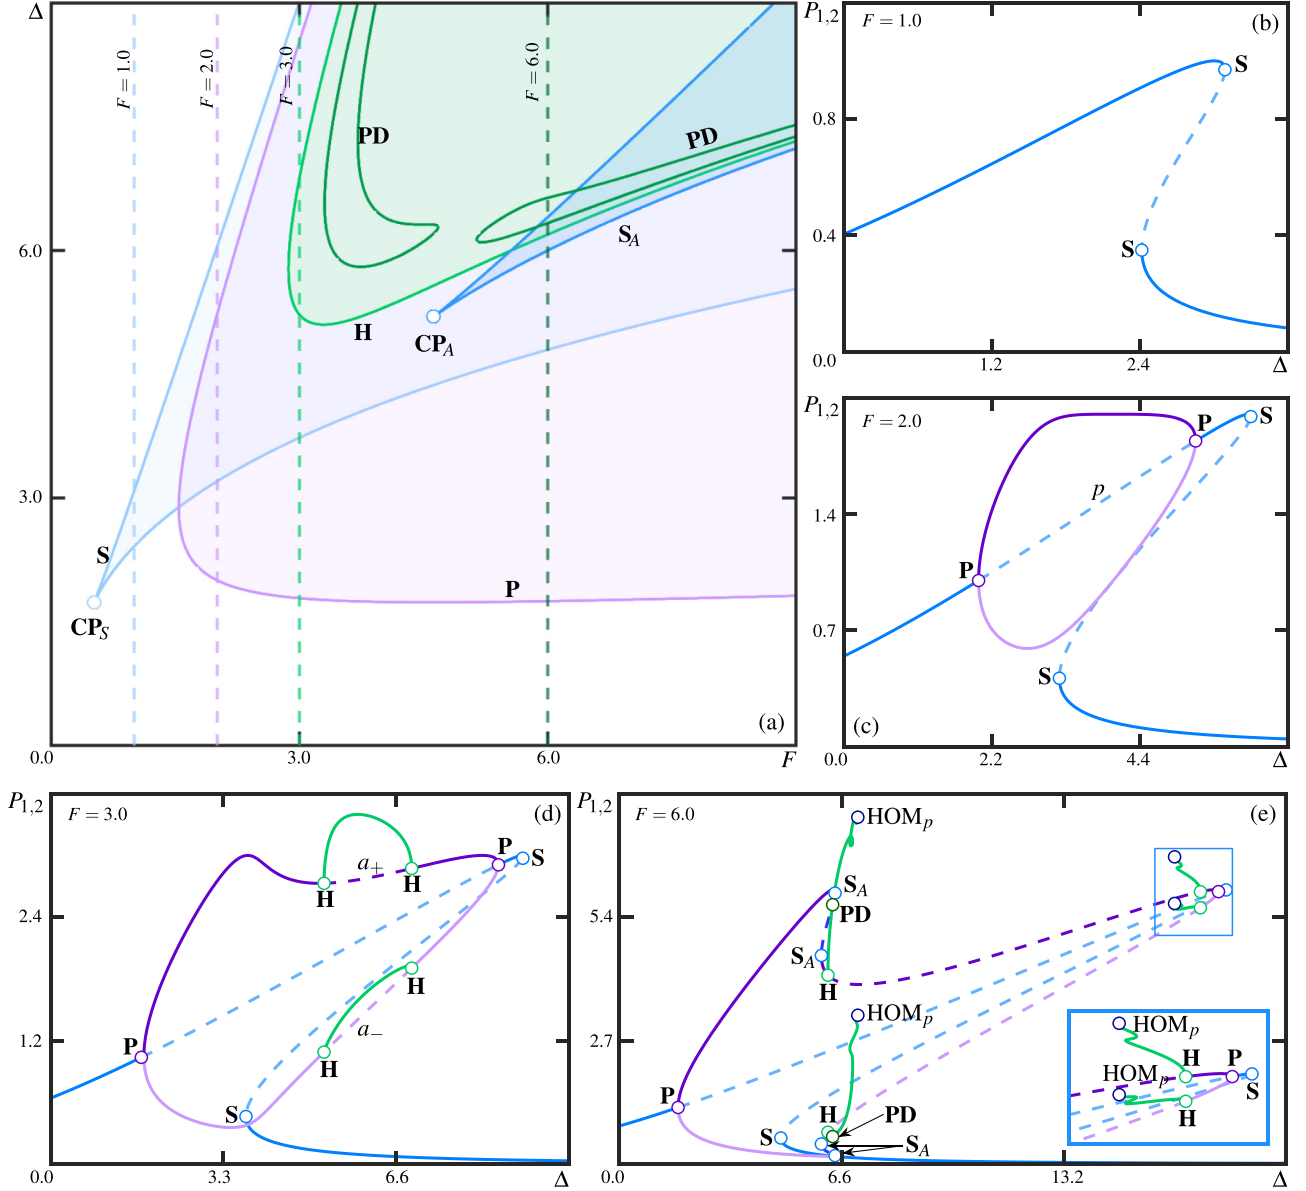 Δ
F = 1.0
F = 2.0
F = 3.0
F = 6.0
PD
PD
6.0
S_A
H
CP_A
3.0
S
P
CP_S
(a)
0.0
3.0
6.0
F
P_{1,2}
F = 1.0
(b)
S
0.8
0.4
S
0.0
1.2
2.4
Δ
P_{1,2}
F = 2.0
P
S
p
1.4
P
0.7
S
(c)
0.0
2.2
4.4
Δ
P_{1,2}
F = 3.0
(d)
P
S
a_+
H
H
2.4
H
a_−
1.2
P
H
S
0.0
3.3
6.6
Δ
P_{1,2}
F = 6.0
HOM_p
(e)
S_A
PD
5.4
S_A
H
HOM_p
2.7
P
HOM_p
H
P
HOM_p
S
H
H
PD
S
S_A
0.0
6.6
13.2
Δ